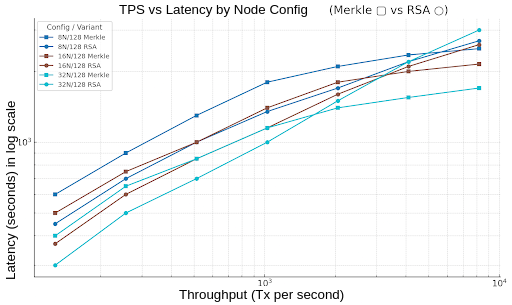 TPS vs Latency by Node Config (Merkle □ vs RSA ○)
Config / Variant
8N/128 Merkle
8N/128 RSA
16N/128 Merkle
16N/128 RSA
32N/128 Merkle
32N/128 RSA
Latency (seconds) in log scale
10³
10³
10⁴
Throughput (Tx per second)